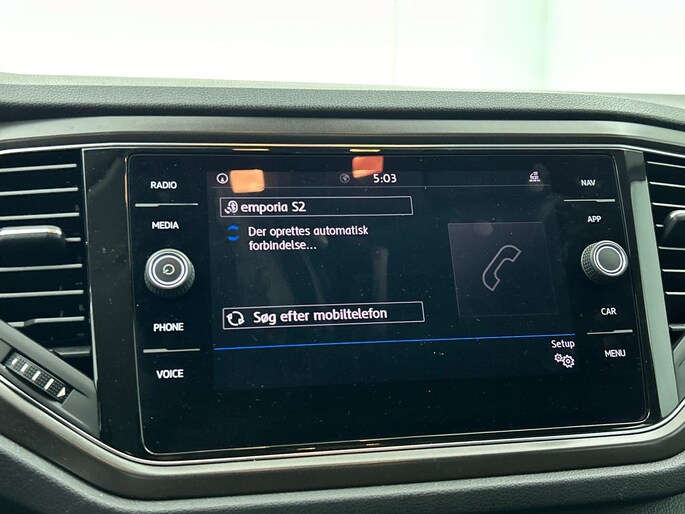 RADIO
MEDIA
PHONE
VOICE
5:03
emporia S2
Der oprettes automatisk
forbindelse...
Søg efter mobiltelefon
Setup
NAV
APP
CAR
MENU